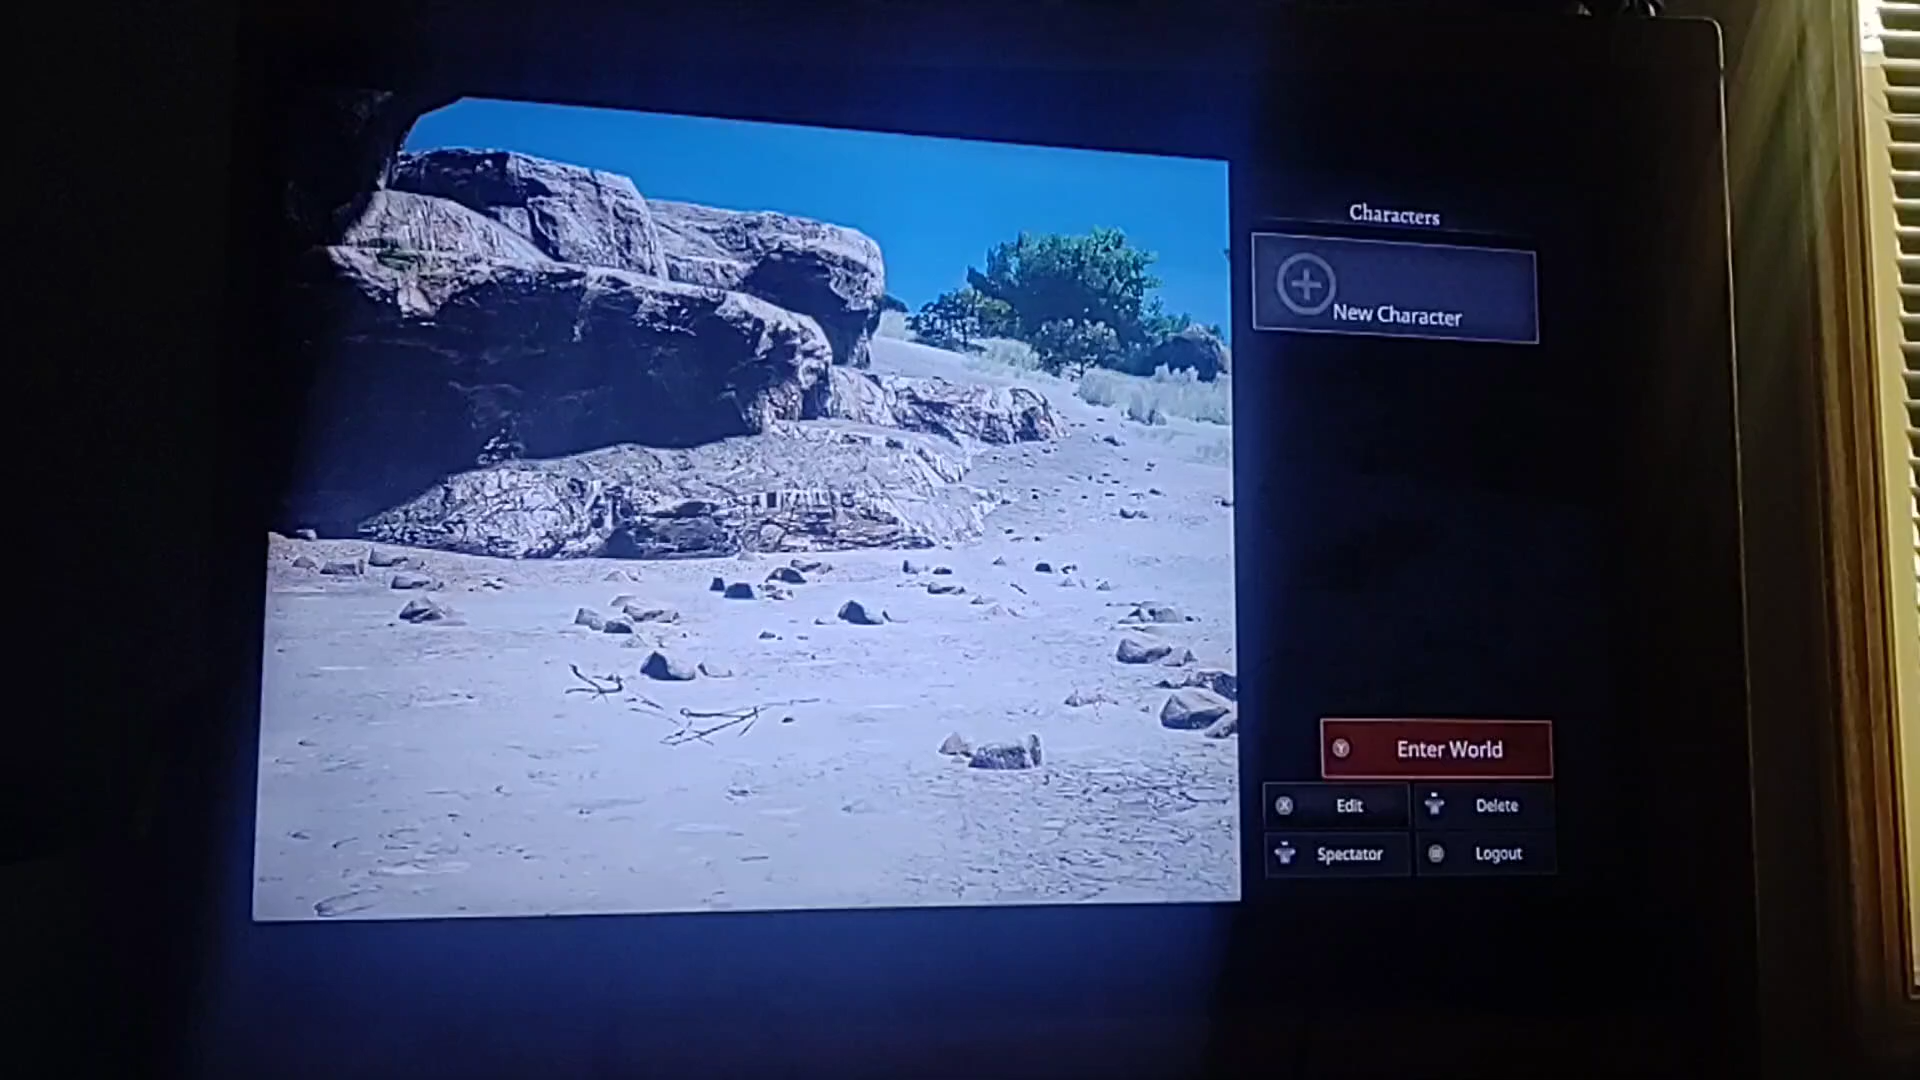 Characters
New Character
Y Enter World
X Edit
Delete
Spectator
Logout